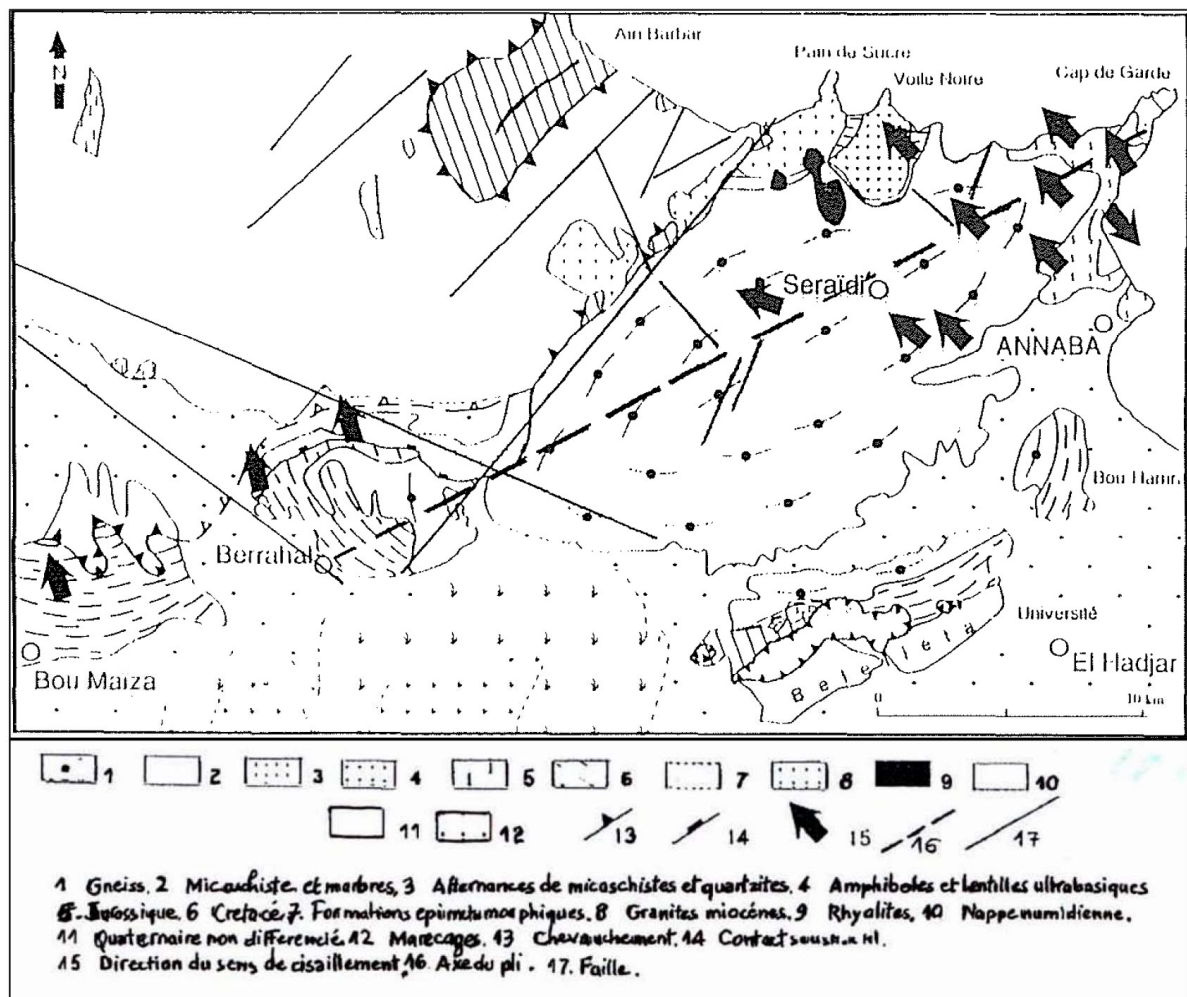 N
Ain Barbar
Pain de Sucre
Voile Noire
Cap de Garde
Seraïdi
ANNABA
Bou Hamra
Berrahal
Bou Maiza
Université
El Hadjar
Belelieta
0 10 km
1 2 3 4 5 6 7 8 9 10
11 12 13 14 15 16 17
1 Gneiss. 2 Micaschiste et marbres, 3 Alternances de micaschistes et quartzites. 4 Amphiboles et lentilles ultrabasiques
5. Jurassique. 6 Crétacé 7. Formations épimétamorphiques. 8 Granites miocènes. 9 Rhyolites, 10 Nappe numidienne.
11 Quaternaire non différencié. 12 Marecages. 13 Chevauchement. 14 Contact
15 Direction du sens de cisaillement. 16. Axe du pli. 17. Faille.